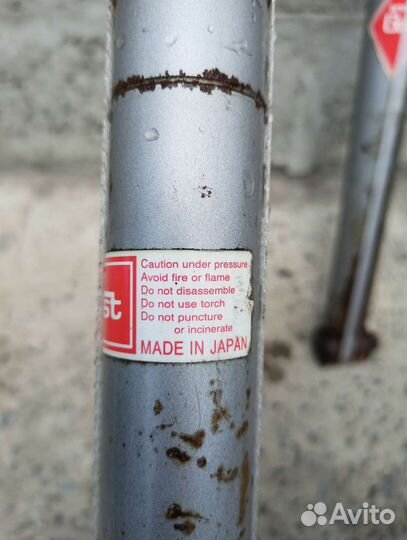 Caution under pressure
Avoid fire or flame
Do not disassemble
st Do not use torch
Do not puncture
or incinerate
MADE IN JAPAN
Avito